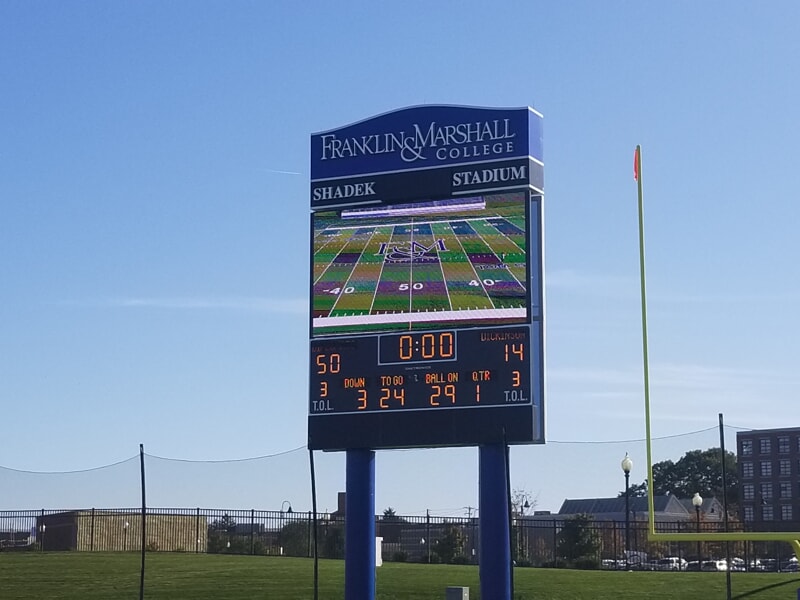 FRANKLIN & MARSHALL
COLLEGE
SHADEK STADIUM
F&M
40 50 40
DICKINSON
50 0:00 14
DOWN TO GO BALL ON QTR
3 3 24 29 1 3
T.O.L. T.O.L.